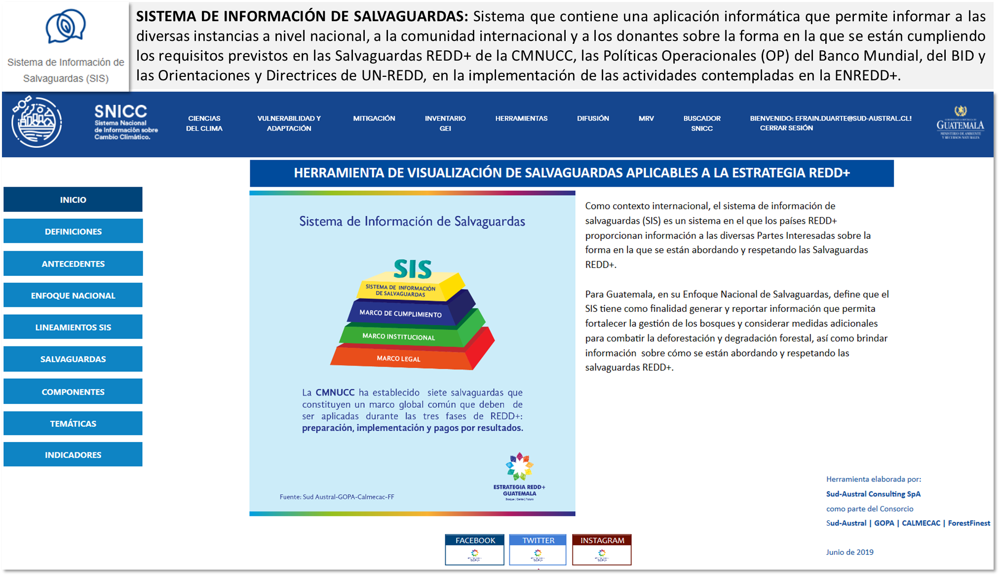 SISTEMA DE INFORMACIÓN DE SALVAGUARDAS: Sistema que contiene una aplicación informática que permite informar a las
diversas instancias a nivel nacional, a la comunidad internacional y a los donantes sobre la forma en la que se están cumpliendo
los requisitos previstos en las Salvaguardas REDD+ de la CMNUCC, las Políticas Operacionales (OP) del Banco Mundial, del BID y
las Orientaciones y Directrices de UN-REDD, en la implementación de las actividades contempladas en la ENREDD+.
Sistema de Información de
Salvaguardas (SIS)
SNICC
Sistema Nacional
de Información sobre
Cambio Climático.
CIENCIAS
DEL CLIMA
VULNERABILIDAD Y
ADAPTACIÓN
MITIGACIÓN
INVENTARIO
GEI
HERRAMIENTAS
DIFUSIÓN
MRV
BUSCADOR
SNICC
BIENVENIDO: EFRAIN.DUARTE@SUD-AUSTRAL.CL!
CERRAR SESIÓN
GUATEMALA
MINISTERIO DE AMBIENTE
Y RECURSOS NATURALES
HERRAMIENTA DE VISUALIZACIÓN DE SALVAGUARDAS APLICABLES A LA ESTRATEGIA REDD+
INICIO
DEFINICIONES
ANTECEDENTES
ENFOQUE NACIONAL
LINEAMIENTOS SIS
SALVAGUARDAS
COMPONENTES
TEMÁTICAS
INDICADORES
Sistema de Información de Salvaguardas
SIS
SISTEMA DE INFORMACIÓN
DE SALVAGUARDAS
MARCO DE CUMPLIMIENTO
MARCO INSTITUCIONAL
MARCO LEGAL
La CMNUCC ha establecido siete salvaguardas que
constituyen un marco global común que deben de
ser aplicadas durante las tres fases de REDD+:
preparación, implementación y pagos por resultados.
ESTRATEGIA REDD+
GUATEMALA
Bosque | Gente | Futuro
Fuente: Sud Austral-GOPA-Calmecac-FF
Como contexto internacional, el sistema de información de
salvaguardas (SIS) es un sistema en el que los países REDD+
proporcionan información a las diversas Partes Interesadas sobre la
forma en la que se están abordando y respetando las Salvaguardas
REDD+.
Para Guatemala, en su Enfoque Nacional de Salvaguardas, define que el
SIS tiene como finalidad generar y reportar información que permita
fortalecer la gestión de los bosques y considerar medidas adicionales
para combatir la deforestación y degradación forestal, así como brindar
información sobre cómo se están abordando y respetando las
salvaguardas REDD+.
Herramienta elaborada por:
Sud-Austral Consulting SpA
como parte del Consorcio
Sud-Austral | GOPA | CALMECAC | ForestFinest
Junio de 2019
FACEBOOK
TWITTER
INSTAGRAM